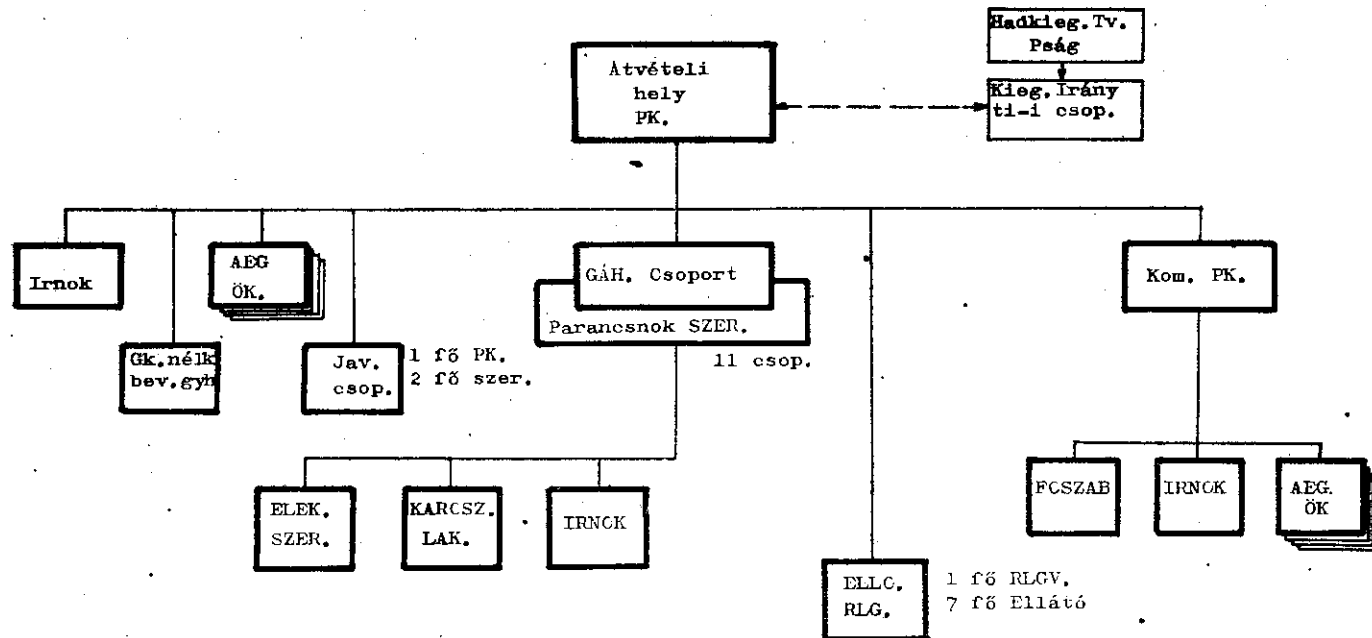 Hadkieg.Tv.
Pság
Átvételi
hely
PK.
Kieg.Irány
ti-i csop.
Irnok
AEG
ÖK.
GÁH. Csoport
Parancsnok SZER.
11 csop.
Kom. PK.
Gk.nélk
bev.gyh
Jav.
csop.
1 fő PK.
2 fő szer.
ELEK.
SZER.
KARCSZ.
LAK.
IRNOK
FCSZAB
IRNOK
AEG.
ÖK
ELLC.
RLG.
1 fő RLGV.
7 fő Ellátó